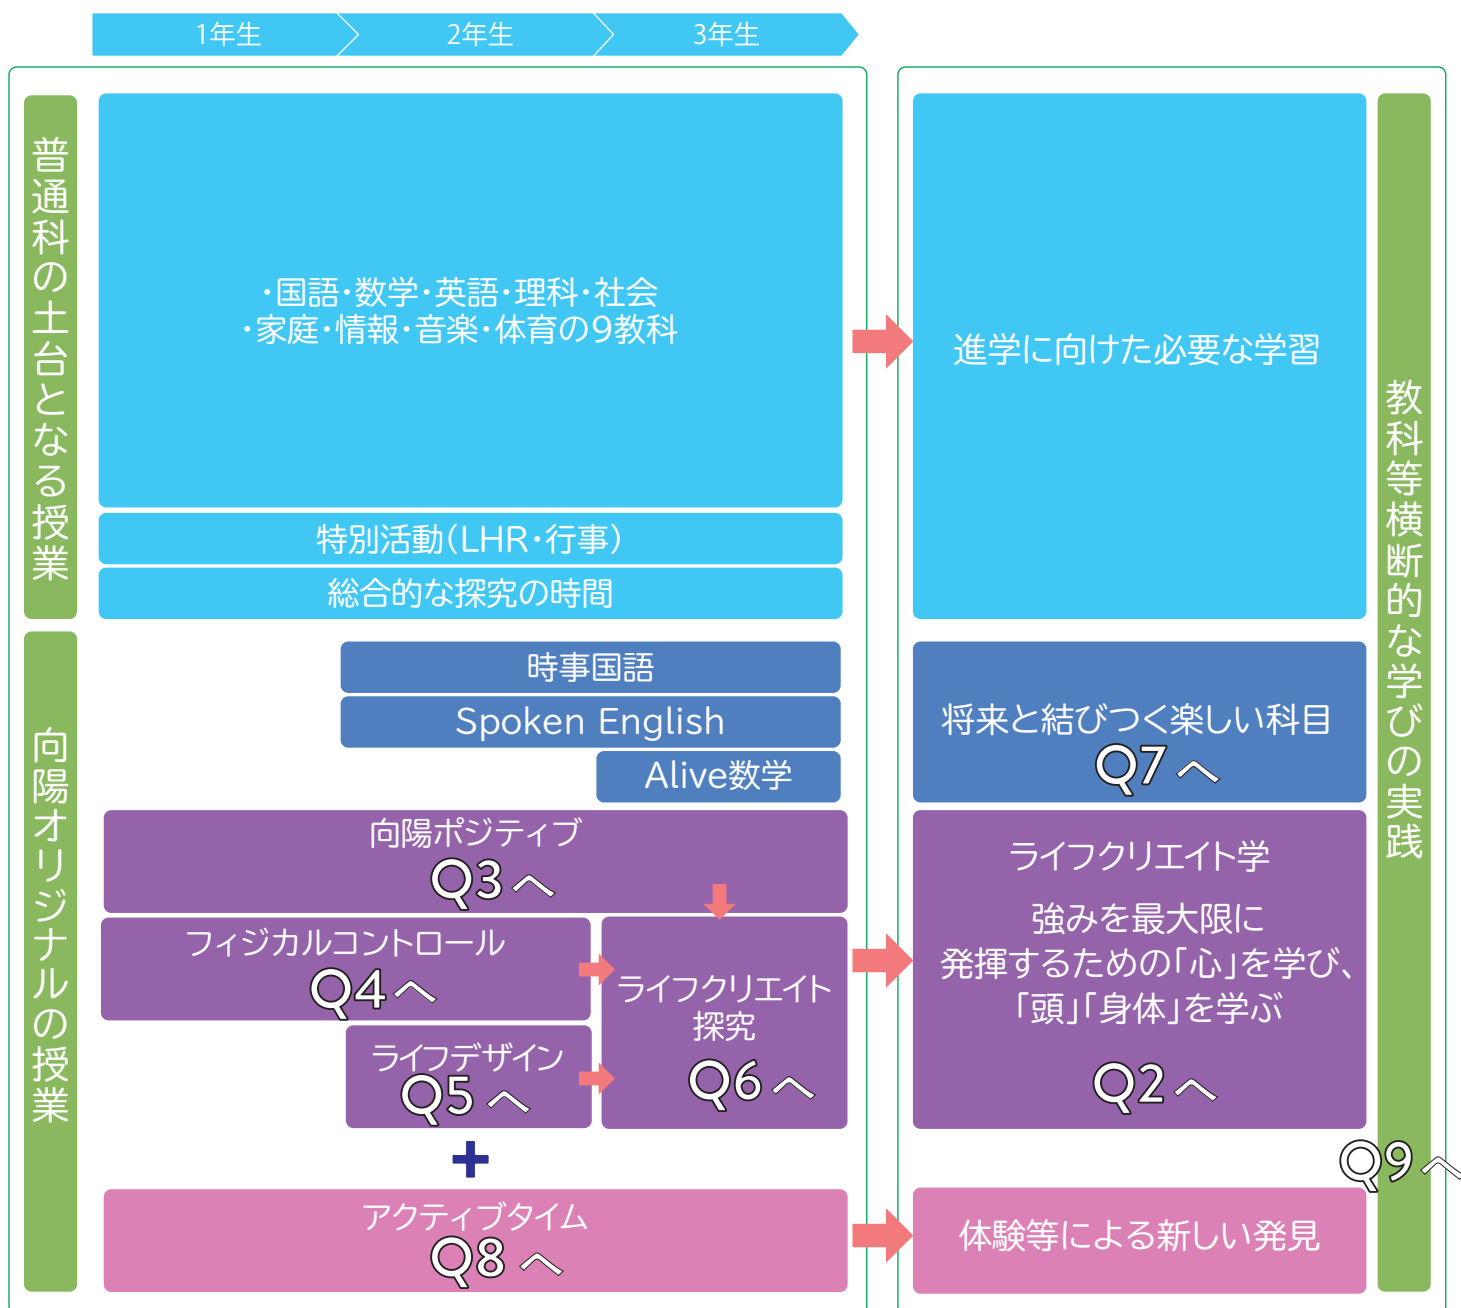 1年生
2年生
3年生
普通科の土台となる授業
・国語・数学・英語・理科・社会
・家庭・情報・音楽・体育の9教科
特別活動(LHR・行事)
総合的な探究の時間
進学に向けた必要な学習
教科等横断的な学びの実践
Q9へ
向陽オリジナルの授業
時事国語
Spoken English
Alive数学
将来と結びつく楽しい科目
Q7へ
向陽ポジティブ
Q3へ
フィジカルコントロール
Q4へ
ライフデザイン
Q5へ
ライフクリエイト
探究
Q6へ
ライフクリエイト学
強みを最大限に
発揮するための「心」を学び、
「頭」「身体」を学ぶ
Q2へ
+
アクティブタイム
Q8へ
体験等による新しい発見